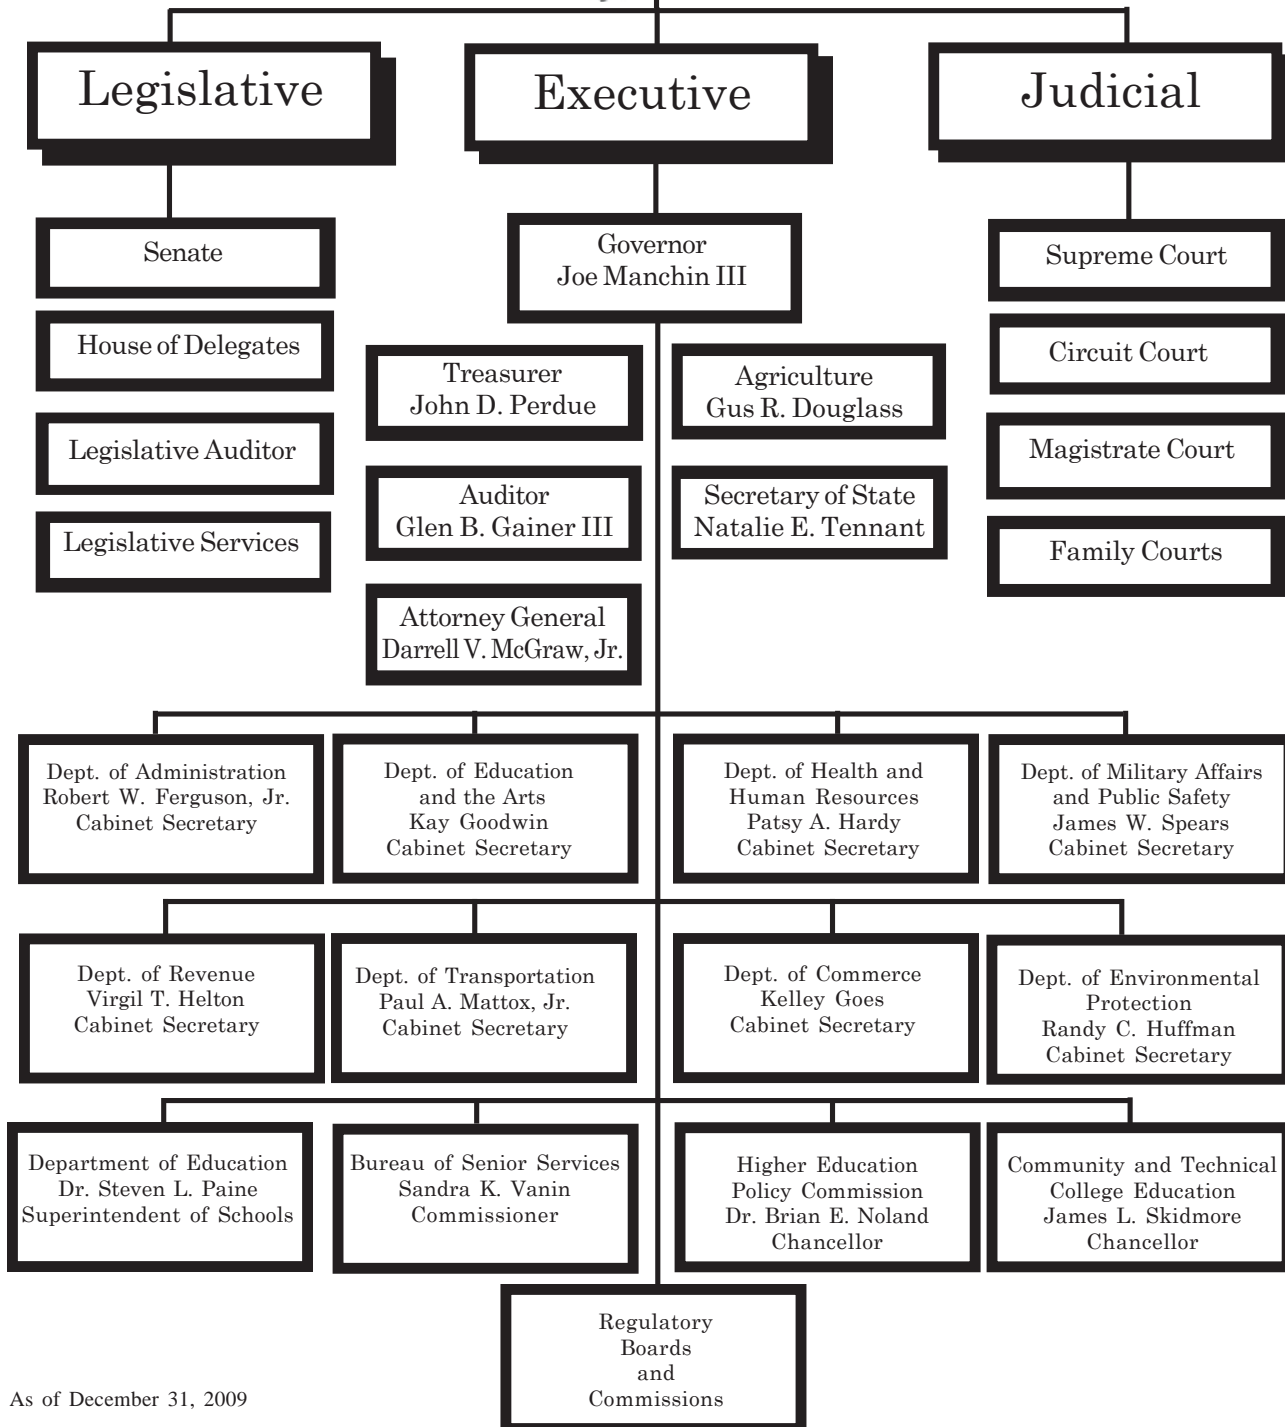 Legislative
Executive
Judicial
Senate
House of Delegates
Legislative Auditor
Legislative Services
Governor
Joe Manchin III
Treasurer
John D. Perdue
Agriculture
Gus R. Douglass
Auditor
Glen B. Gainer III
Secretary of State
Natalie E. Tennant
Attorney General
Darrell V. McGraw, Jr.
Supreme Court
Circuit Court
Magistrate Court
Family Courts
Dept. of Administration
Robert W. Ferguson, Jr.
Cabinet Secretary
Dept. of Education
and the Arts
Kay Goodwin
Cabinet Secretary
Dept. of Health and
Human Resources
Patsy A. Hardy
Cabinet Secretary
Dept. of Military Affairs
and Public Safety
James W. Spears
Cabinet Secretary
Dept. of Revenue
Virgil T. Helton
Cabinet Secretary
Dept. of Transportation
Paul A. Mattox, Jr.
Cabinet Secretary
Dept. of Commerce
Kelley Goes
Cabinet Secretary
Dept. of Environmental
Protection
Randy C. Huffman
Cabinet Secretary
Department of Education
Dr. Steven L. Paine
Superintendent of Schools
Bureau of Senior Services
Sandra K. Vanin
Commissioner
Higher Education
Policy Commission
Dr. Brian E. Noland
Chancellor
Community and Technical
College Education
James L. Skidmore
Chancellor
Regulatory
Boards
and
Commissions
As of December 31, 2009